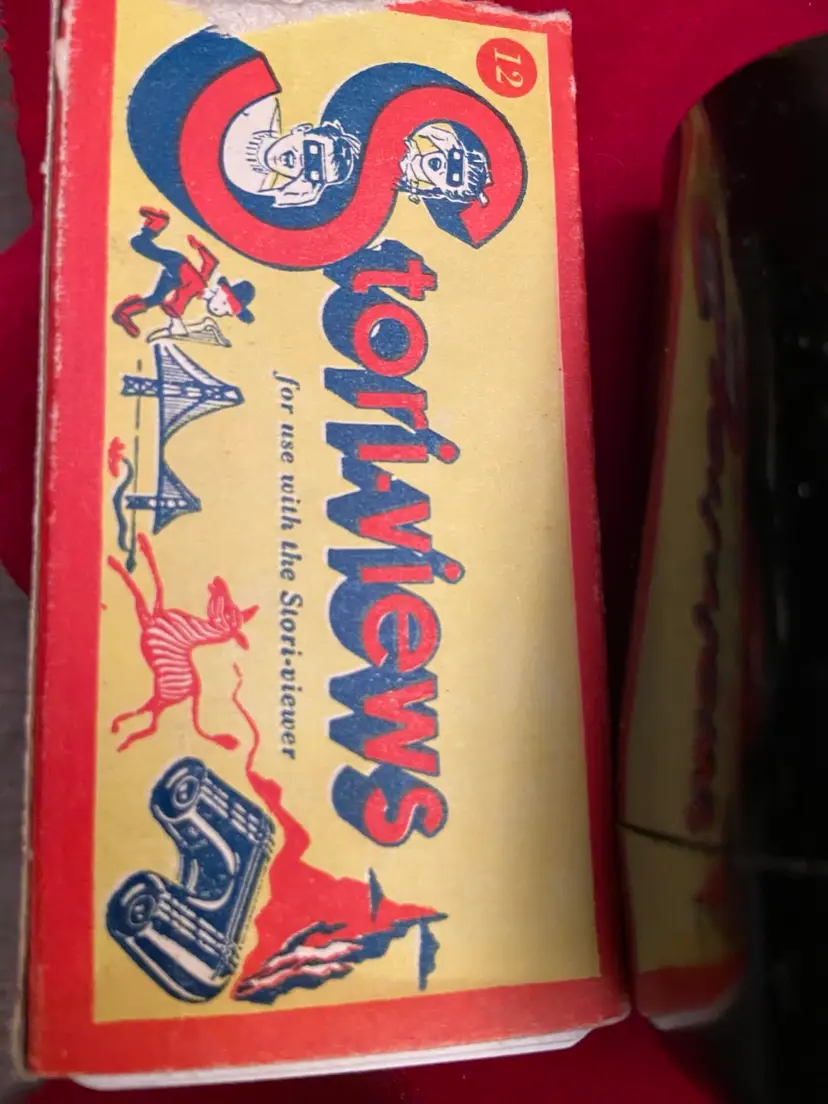 12
Stori-views
for use with the Stori-viewer